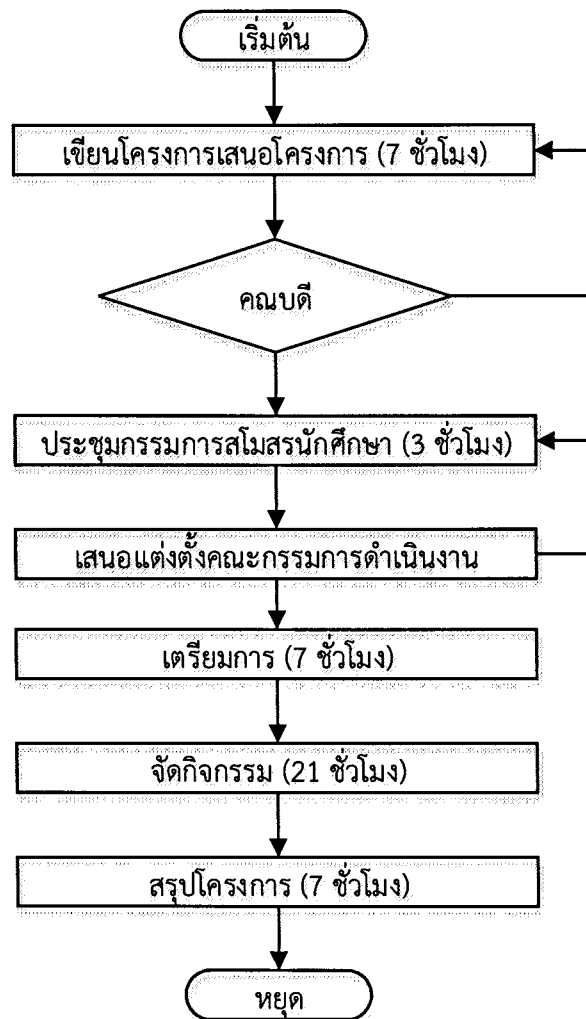 เริ่มต้น
เขียนโครงการเสนอโครงการ (7 ชั่วโมง)
คณบดี
ประชุมกรรมการสโมสรนักศึกษา (3 ชั่วโมง)
เสนอแต่งตั้งคณะกรรมการดำเนินงาน
เตรียมการ (7 ชั่วโมง)
จัดกิจกรรม (21 ชั่วโมง)
สรุปโครงการ (7 ชั่วโมง)
หยุด